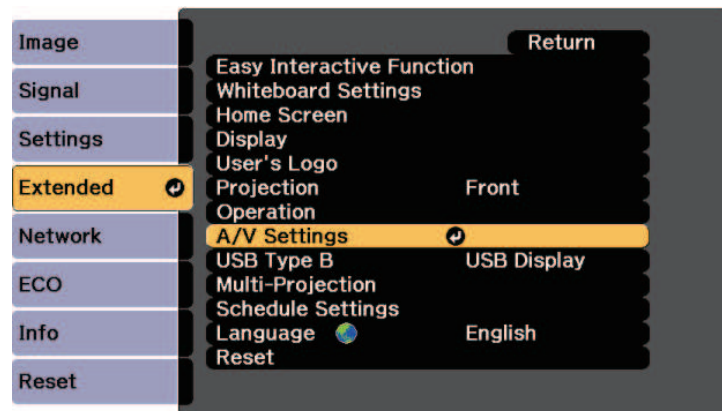 Image
Signal
Settings
Extended
Network
ECO
Info
Reset
Return
Easy Interactive Function
Whiteboard Settings
Home Screen
Display
User's Logo
Projection Front
Operation
A/V Settings
USB Type B USB Display
Multi-Projection
Schedule Settings
Language English
Reset